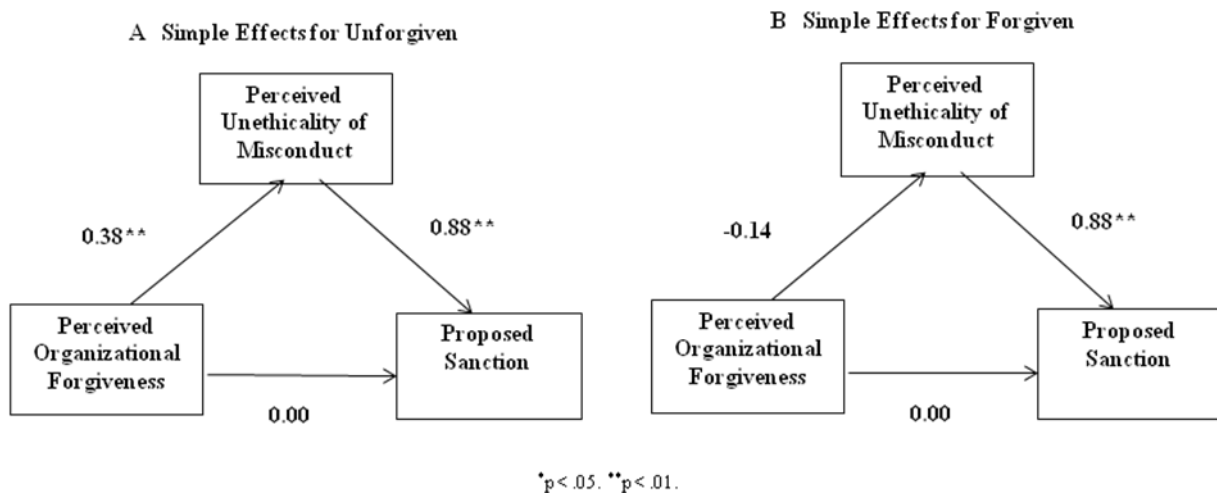 A Simple Effects for Unforgiven
Perceived
Unethicality of
Misconduct
0.38**
0.88**
Perceived
Organizational
Forgiveness
Proposed
Sanction
0.00
B Simple Effects for Forgiven
Perceived
Unethicality of
Misconduct
-0.14
0.88**
Perceived
Organizational
Forgiveness
Proposed
Sanction
0.00
*p<.05. **p<.01.